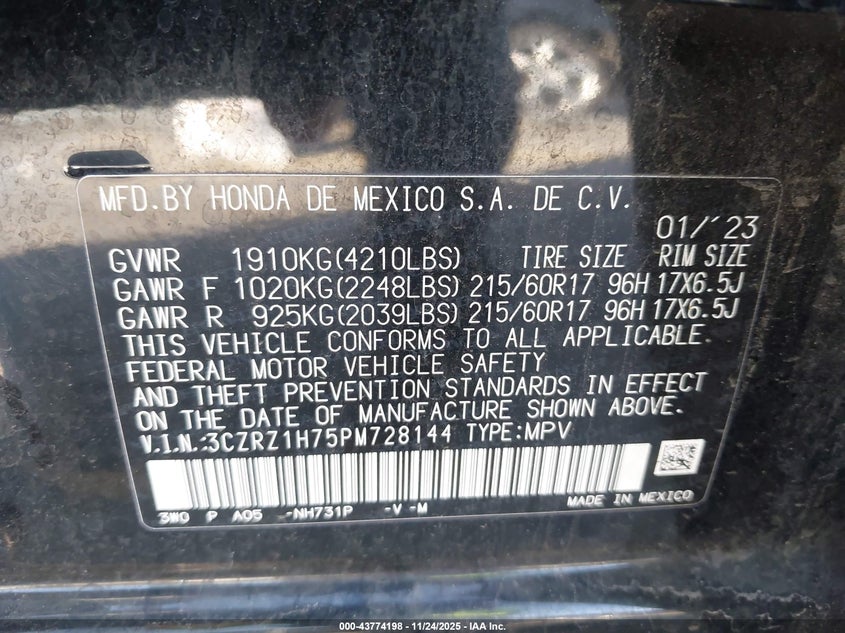 MFD. BY HONDA DE MEXICO S.A. DE C.V.
01/'23
GVWR 1910KG(4210LBS) TIRE SIZE RIM SIZE
GAWR F 1020KG(2248LBS) 215/60R17 96H 17X6.5J
GAWR R 925KG(2039LBS) 215/60R17 96H 17X6.5J
THIS VEHICLE CONFORMS TO ALL APPLICABLE
FEDERAL MOTOR VEHICLE SAFETY
AND THEFT PREVENTION STANDARDS IN EFFECT
ON THE DATE OF MANUFACTURE SHOWN ABOVE.
V.I.N.:3CZRZ1H75PM728144 TYPE:MPV
MADE IN MEXICO
3W0 P A05 -NH731P -V -M
000-43774198 - 11/24/2025 - IAA Inc.